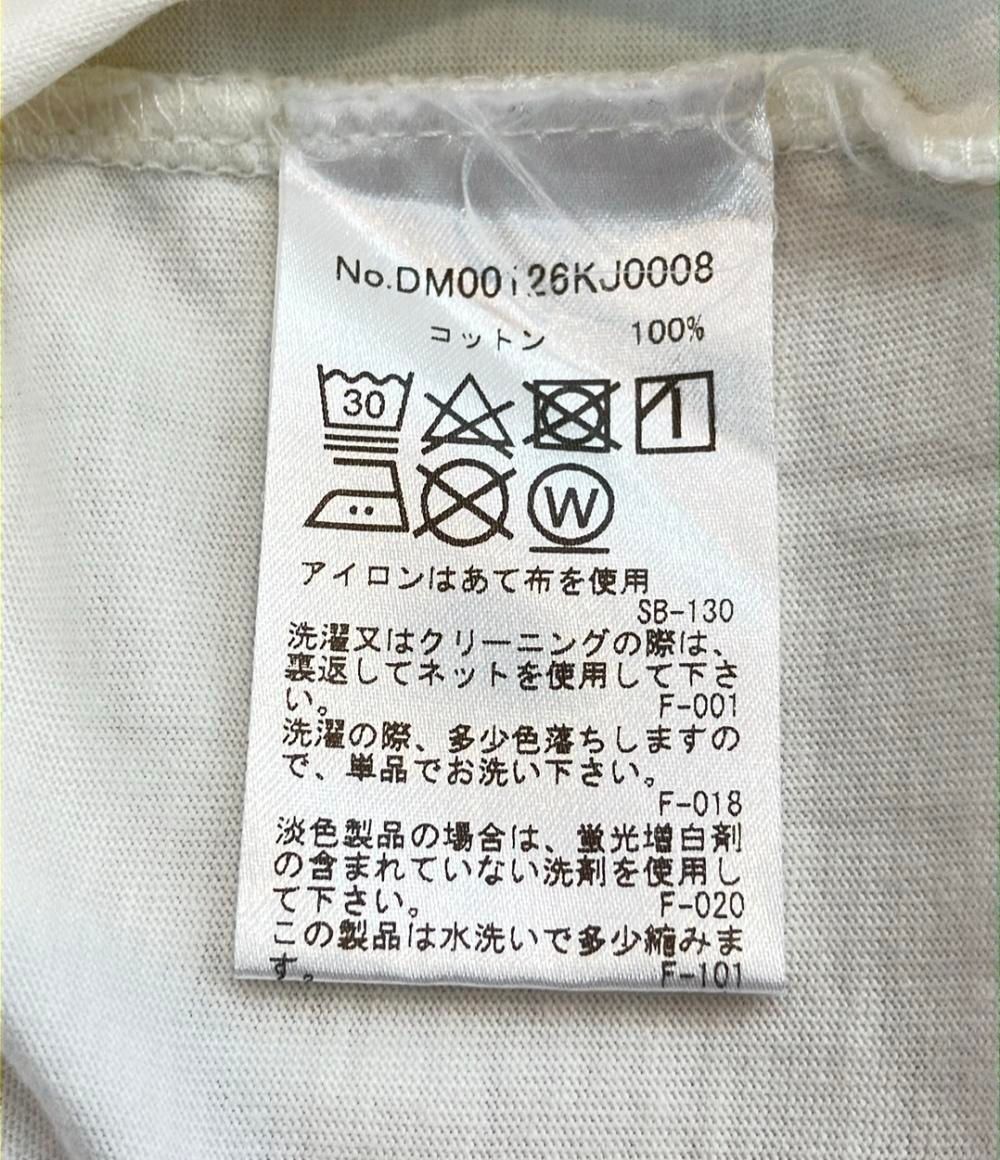 No.DM00126KJ0008
コットン 100%
30
W
アイロンはあて布を使用
SB-130
洗濯又はクリーニングの際は、
裏返してネットを使用して下さ
い。 F-001
洗濯の際、多少色落ちしますの
で、単品でお洗い下さい。
F-018
淡色製品の場合は、蛍光増白剤
の含まれていない洗剤を使用し
て下さい。 F-020
この製品は水洗いで多少縮みま
す。 F-101